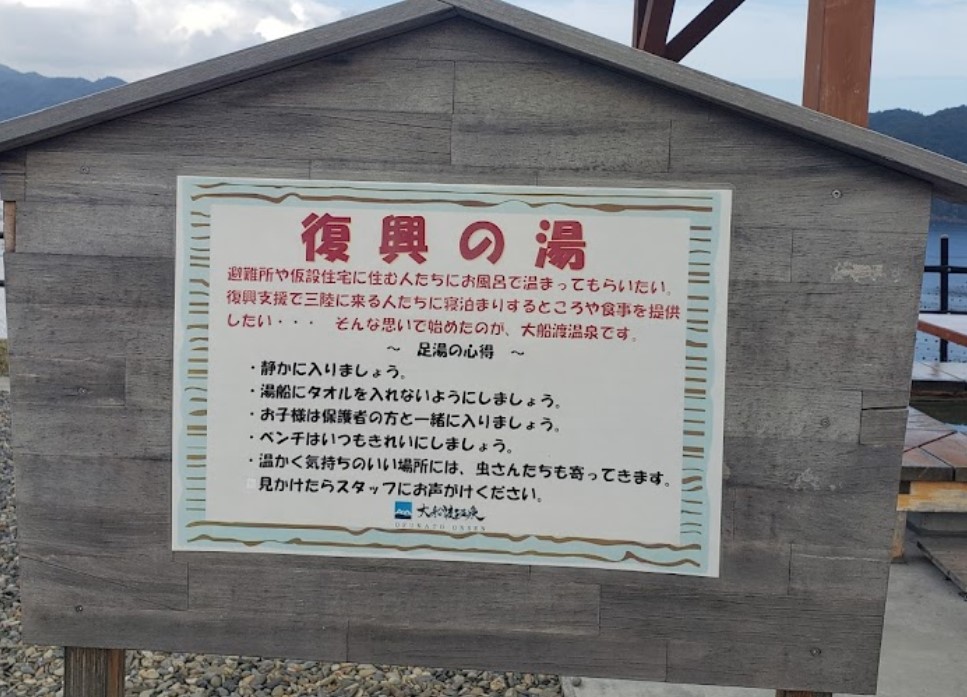 復興の湯
避難所や仮設住宅に住む人たちにお風呂で温まってもらいたい。
復興支援で三陸に来る人たちに寝泊まりするところや食事を提供
したい・・・ そんな思いで始めたのが、大船渡温泉です。
～ 足湯の心得 ～
・静かに入りましょう。
・湯船にタオルを入れないようにしましょう。
・お子様は保護者の方と一緒に入りましょう。
・ベンチはいつもきれいにしましょう。
・温かく気持ちのいい場所には、虫さんたちも寄ってきます。
見かけたらスタッフにお声がけください。
大船渡温泉
OFUNATO ONSEN